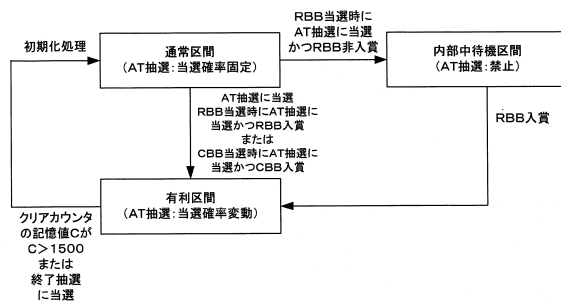 初期化処理
通常区間
(AT抽選：当選確率固定)
RBB当選時に
AT抽選に当選
かつRBB非入賞
内部中待機区間
(AT抽選：禁止)
AT抽選に当選
RBB当選時にAT抽選に
当選かつRBB入賞
または
CBB当選時にAT抽選に
当選かつCBB入賞
RBB入賞
有利区間
(AT抽選：当選確率変動)
クリアカウンタ
の記憶値Cが
C＞1500
または
終了抽選
に当選